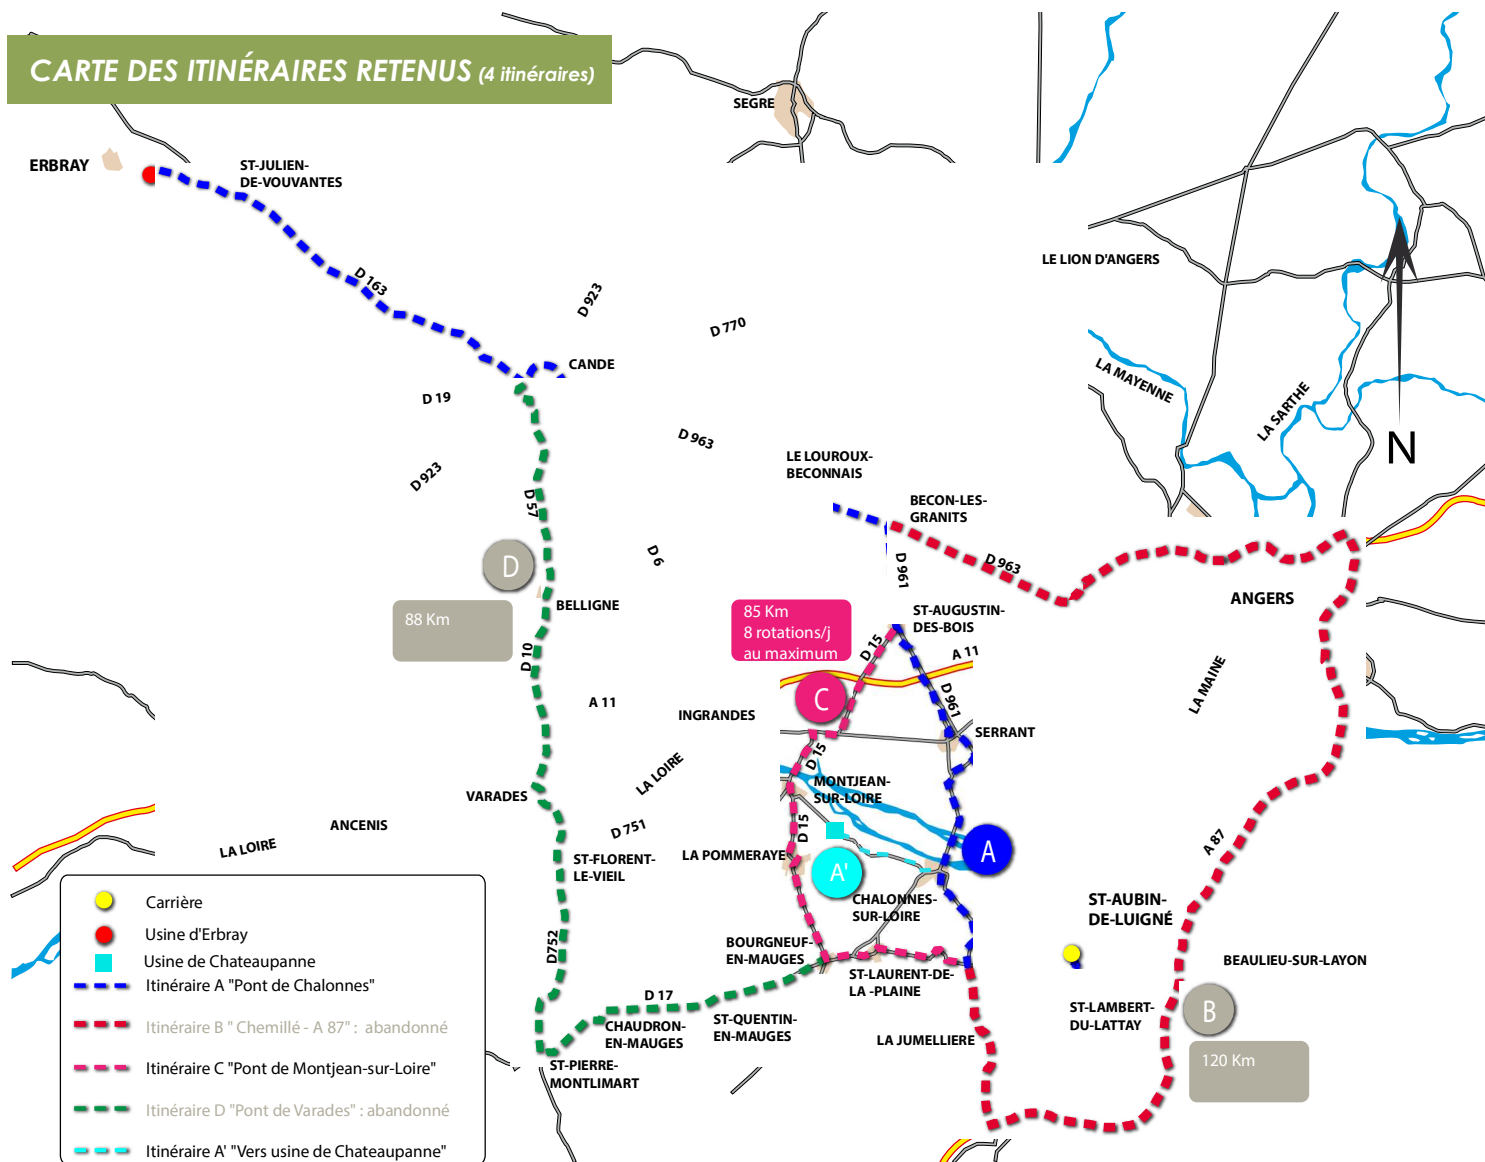 CARTE DES ITINÉRAIRES RETENUS (4 itinéraires)
SEGRE
ERBRAY
ST-JULIEN-
DE-VOUVANTES
LE LION D'ANGERS
D 163
D 923
D 770
CANDE
LA MAYENNE
LA SARTHE
D 19
D 963
N
LE LOUROUX-
BECONNAIS
D 923
D 57
BECON-LES-
GRANITS
D 6
D 961
D 963
D
BELLIGNE
88 Km
85 Km
8 rotations/j
au maximum
ST-AUGUSTIN-
DES-BOIS
ANGERS
D 10
D 15
A 11
LA MAINE
A 11
C
D 961
INGRANDES
SERRANT
D 15
LA LOIRE
MONTJEAN-
SUR-LOIRE
VARADES
ANCENIS
D 751
D 15
LA LOIRE
A
A 87
ST-FLORENT-
LE-VIEIL
LA POMMERAYE
A'
CHALONNES-
SUR-LOIRE
ST-AUBIN-
DE-LUIGNÉ
D752
BOURGNEUF-
EN-MAUGES
ST-LAURENT-DE-
LA -PLAINE
BEAULIEU-SUR-LAYON
D 17
ST-LAMBERT-
DU-LATTAY
B
CHAUDRON-
EN-MAUGES
ST-QUENTIN-
EN-MAUGES
LA JUMELLIERE
120 Km
ST-PIERRE-
MONTLIMART
Carrière
Usine d'Erbray
Usine de Chateaupanne
Itinéraire A "Pont de Chalonnes"
Itinéraire B " Chemillé - A 87" : abandonné
Itinéraire C "Pont de Montjean-sur-Loire"
Itinéraire D "Pont de Varades" : abandonné
Itinéraire A' "Vers usine de Chateaupanne"